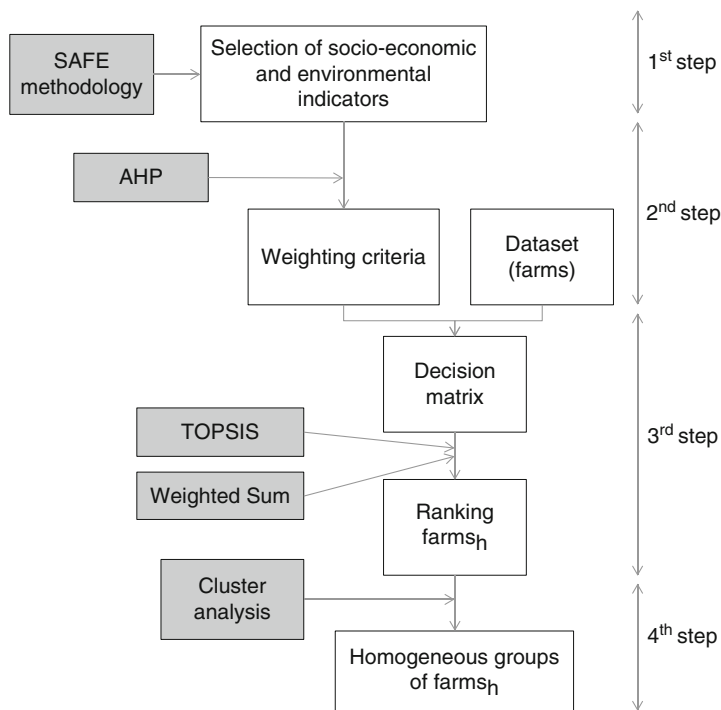 SAFE
methodology
Selection of socio-economic
and environmental
indicators
1st step
AHP
2nd step
Weighting criteria
Dataset
(farms)
Decision
matrix
TOPSIS
3rd step
Weighted Sum
Ranking
farmsh
Cluster
analysis
4th step
Homogeneous groups
of farmsh